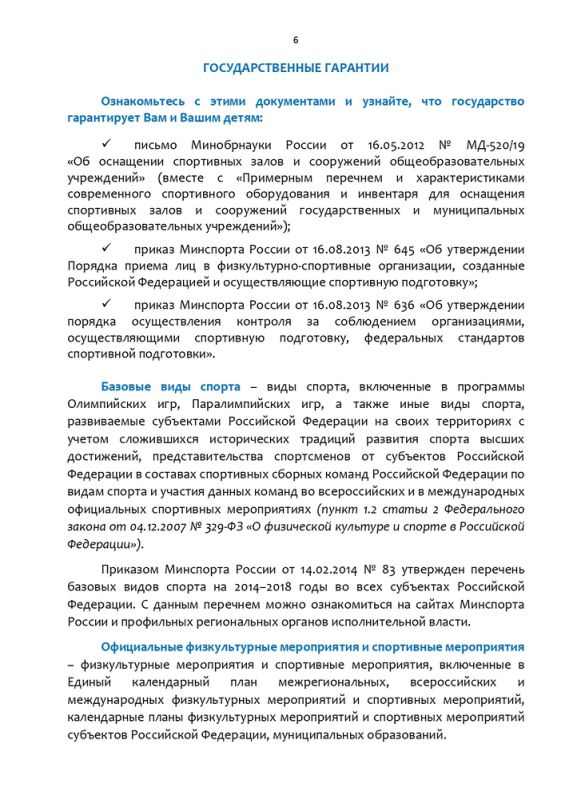 6
ГОСУДАРСТВЕННЫЕ ГАРАНТИИ
Ознакомьтесь с этими документами и узнайте, что государство
гарантирует Вам и Вашим детям:
✓ письмо Минобрнауки России от 16.05.2012 № МД-520/19
«Об оснащении спортивных залов и сооружений общеобразовательных
учреждений» (вместе с «Примерным перечнем и характеристиками
современного спортивного оборудования и инвентаря для оснащения
спортивных залов и сооружений государственных и муниципальных
общеобразовательных учреждений»);
✓ приказ Минспорта России от 16.08.2013 № 645 «Об утверждении
Порядка приема лиц в физкультурно-спортивные организации, созданные
Российской Федерацией и осуществляющие спортивную подготовку»;
✓ приказ Минспорта России от 16.08.2013 № 636 «Об утверждении
порядка осуществления контроля за соблюдением организациями,
осуществляющими спортивную подготовку, федеральных стандартов
спортивной подготовки».
Базовые виды спорта – виды спорта, включенные в программы
Олимпийских игр, Паралимпийских игр, а также иные виды спорта,
развиваемые субъектами Российской Федерации на своих территориях с
учетом сложившихся исторических традиций развития спорта высших
достижений, представительства спортсменов от субъектов Российской
Федерации в составах спортивных сборных команд Российской Федерации по
видам спорта и участия данных команд во всероссийских и в международных
официальных спортивных мероприятиях (пункт 1.2 статьи 2 Федерального
закона от 04.12.2007 № 329-ФЗ «О физической культуре и спорте в Российской
Федерации»).
Приказом Минспорта России от 14.02.2014 № 83 утвержден перечень
базовых видов спорта на 2014–2018 годы во всех субъектах Российской
Федерации. С данным перечнем можно ознакомиться на сайтах Минспорта
России и профильных региональных органов исполнительной власти.
Официальные физкультурные мероприятия и спортивные мероприятия
– физкультурные мероприятия и спортивные мероприятия, включенные в
Единый календарный план межрегиональных, всероссийских и
международных физкультурных мероприятий и спортивных мероприятий,
календарные планы физкультурных мероприятий и спортивных мероприятий
субъектов Российской Федерации, муниципальных образований.